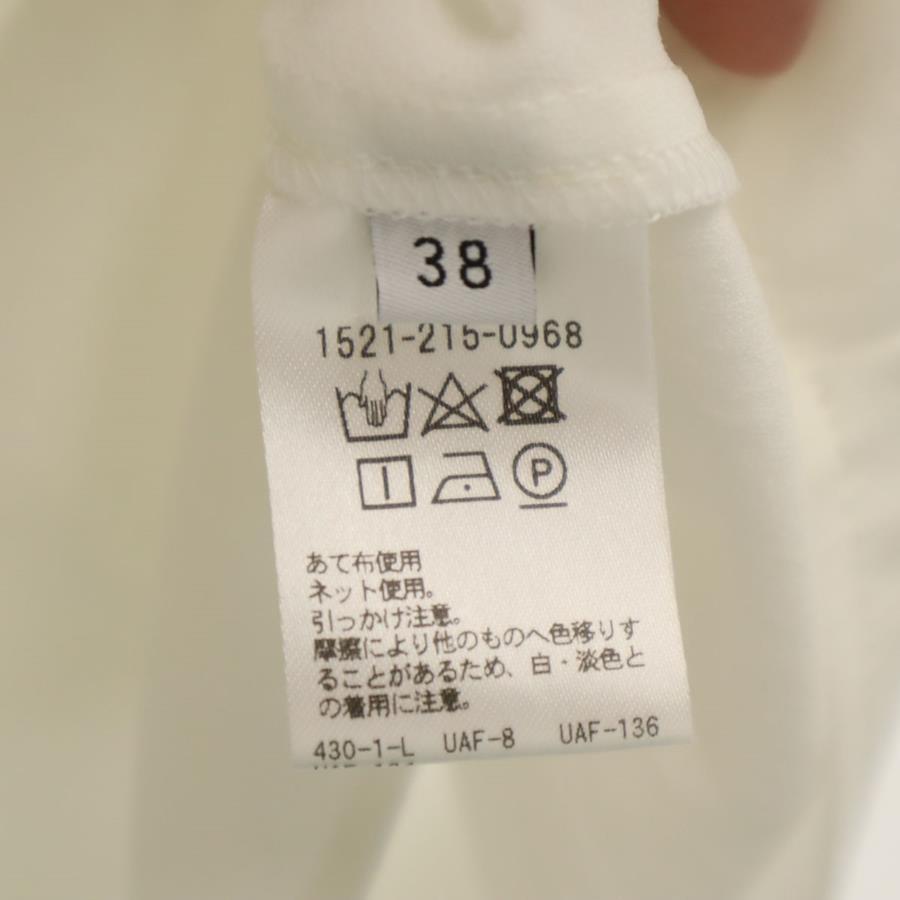 38
1521-215-0968
P
あて布使用
ネット使用。
引っかけ注意。
摩擦により他のものへ色移りす
ることがあるため、白・淡色と
の着用に注意。
430-1-L UAF-8 UAF-136